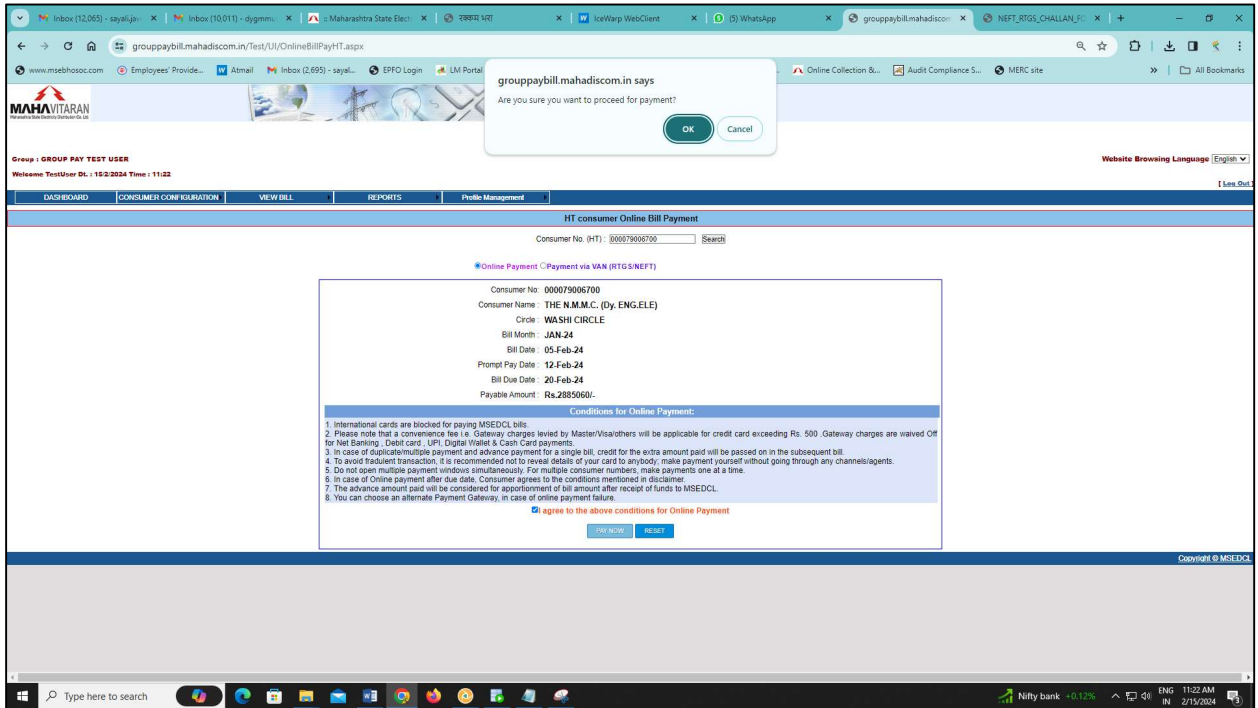 Inbox (12,065) - sayali.jav
Inbox (10,011) - dygmmu
:: Maharashtra State Elect
रक्कम भरा
IceWarp WebClient
(5) WhatsApp
grouppaybill.mahadiscom
NEFT_RTGS_CHALLAN_FO
grouppaybill.mahadiscom.in/Test/UI/OnlineBillPayHT.aspx
www.msebhosoc.com
Employees' Provide...
Atmail
Inbox (2,695) - sayal...
EPFO Login
LM Portal
Online Collection &...
Audit Compliance S...
MERC site
All Bookmarks
grouppaybill.mahadiscom.in says
Are you sure you want to proceed for payment?
OK
Cancel
MAHAVITARAN
Maharashtra State Electricity Distribution Co. Ltd
Group : GROUP PAY TEST USER
Website Browsing Language English
Welcome TestUser Dt. : 15/2/2024 Time : 11:22
[ Log Out ]
DASHBOARD
CONSUMER CONFIGURATION
VIEW BILL
REPORTS
Profile Management
HT consumer Online Bill Payment
Consumer No. (HT) : 000079006700 Search
Online Payment Payment via VAN (RTGS/NEFT)
Consumer No: 000079006700
Consumer Name : THE N.M.M.C. (Dy. ENG.ELE)
Circle : WASHI CIRCLE
Bill Month : JAN-24
Bill Date : 05-Feb-24
Prompt Pay Date : 12-Feb-24
Bill Due Date : 20-Feb-24
Payable Amount : Rs.2885060/-
Conditions for Online Payment:
1. International cards are blocked for paying MSEDCL bills.
2. Please note that a convenience fee i.e. Gateway charges levied by Master/Visa/others will be applicable for credit card exceeding Rs. 500 .Gateway charges are waived Off
for Net Banking , Debit card , UPI, Digital Wallet & Cash Card payments.
3. In case of duplicate/multiple payment and advance payment for a single bill, credit for the extra amount paid will be passed on in the subsequent bill.
4. To avoid fradulent transaction, it is recommended not to reveal details of your card to anybody; make payment yourself without going through any channels/agents.
5. Do not open multiple payment windows simultaneously. For multiple consumer numbers, make payments one at a time.
6. In case of Online payment after due date, Consumer agrees to the conditions mentioned in disclaimer.
7. The advance amount paid will be considered for apportionment of bill amount after receipt of funds to MSEDCL.
8. You can choose an alternate Payment Gateway, in case of online payment failure.
I agree to the above conditions for Online Payment
PAY NOW
RESET
Copyright © MSEDCL
Type here to search
Nifty bank +0.12%
ENG
IN
11:22 AM
2/15/2024